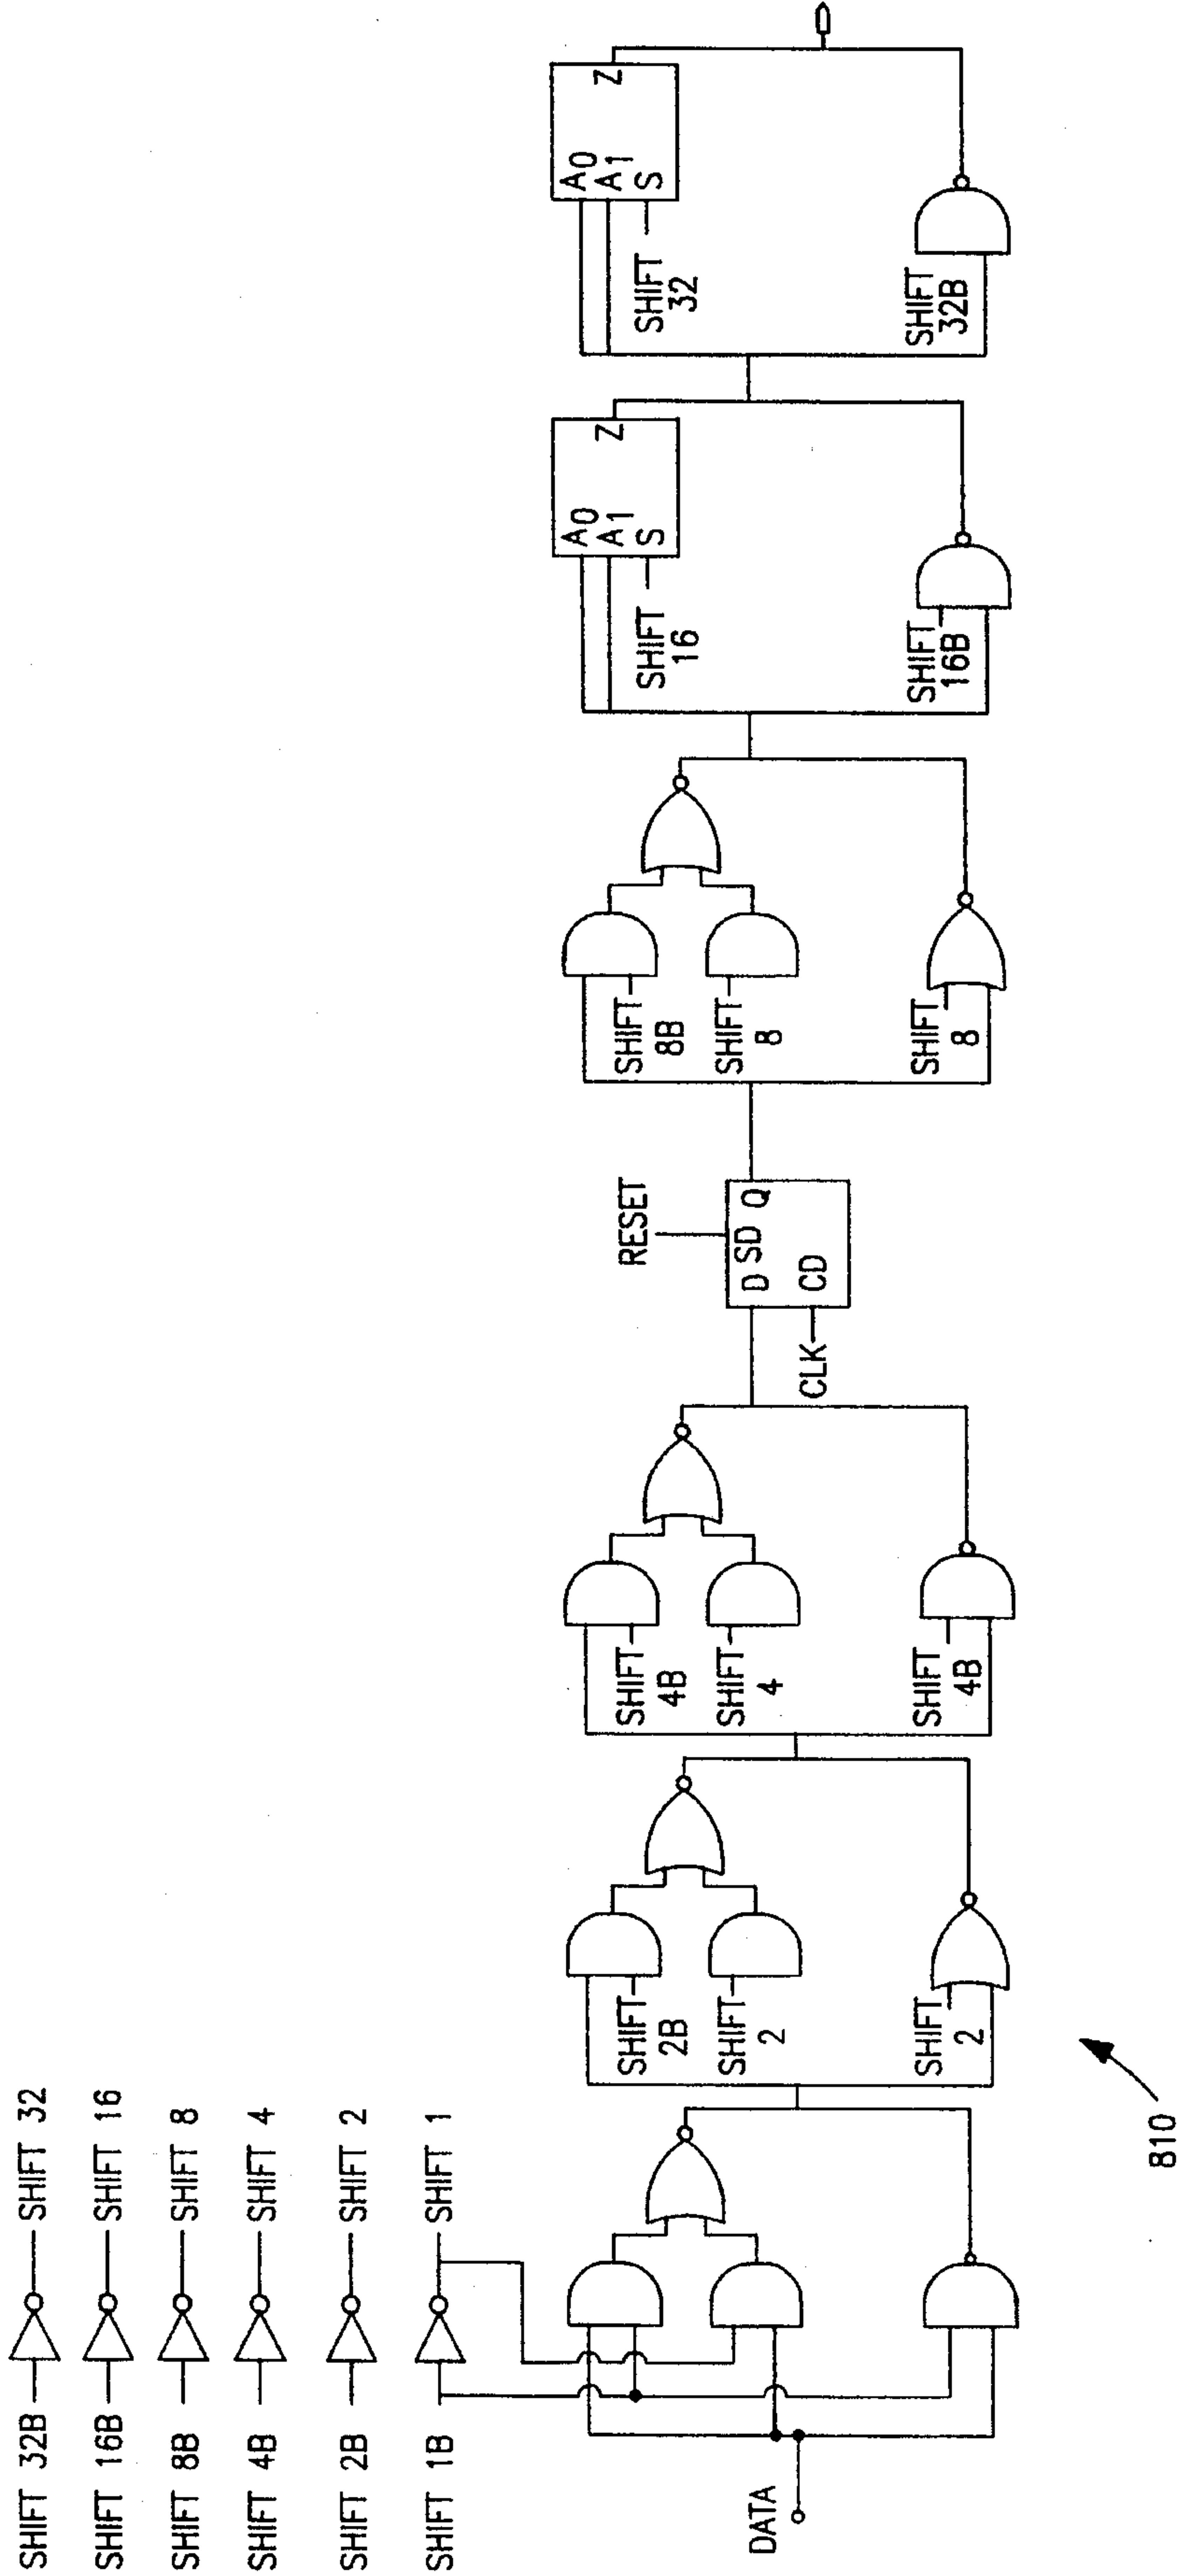 SHIFT 32B SHIFT 32
SHIFT 16B SHIFT 16
SHIFT 8B SHIFT 8
SHIFT 4B SHIFT 4
SHIFT 2B SHIFT 2
SHIFT 1B SHIFT 1
DATA
SHIFT
2B
SHIFT
2
SHIFT
2
SHIFT
4B
SHIFT
4
SHIFT
4B
RESET
D SD Q
CD
CLK
SHIFT
8B
SHIFT
8
SHIFT
8
A0
A1
S
Z
SHIFT
16
SHIFT
16B
A0
A1
S
Z
SHIFT
32
SHIFT
32B
810